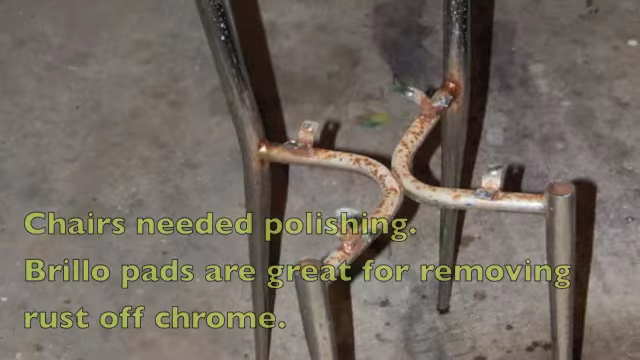 Chairs needed polishing.
Brillo pads are great for removing
rust off chrome.